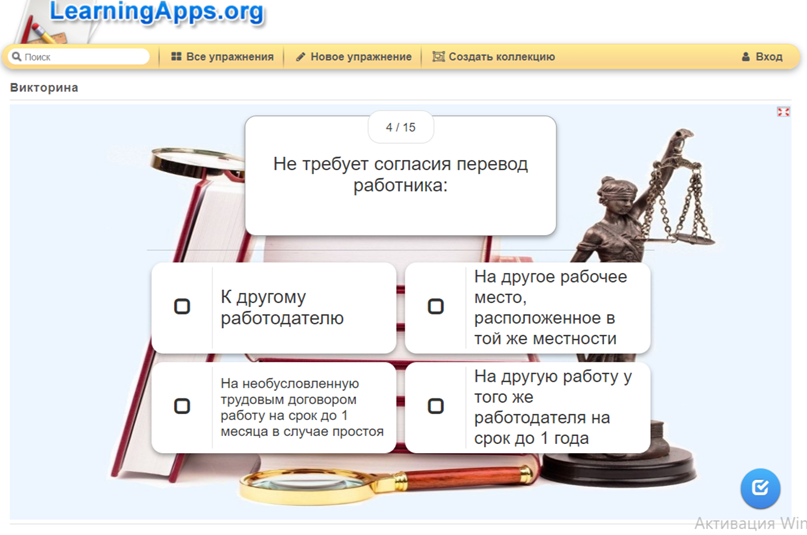 LearningApps.org
Поиск
Все упражнения
Новое упражнение
Создать коллекцию
Вход
Викторина
4 / 15
Не требует согласия перевод
работника:
К другому
работодателю
На другое рабочее
место,
расположенное в
той же местности
На необусловленную
трудовым договором
работу на срок до 1
месяца в случае простоя
На другую работу у
того же
работодателя на
срок до 1 года
Активация Win